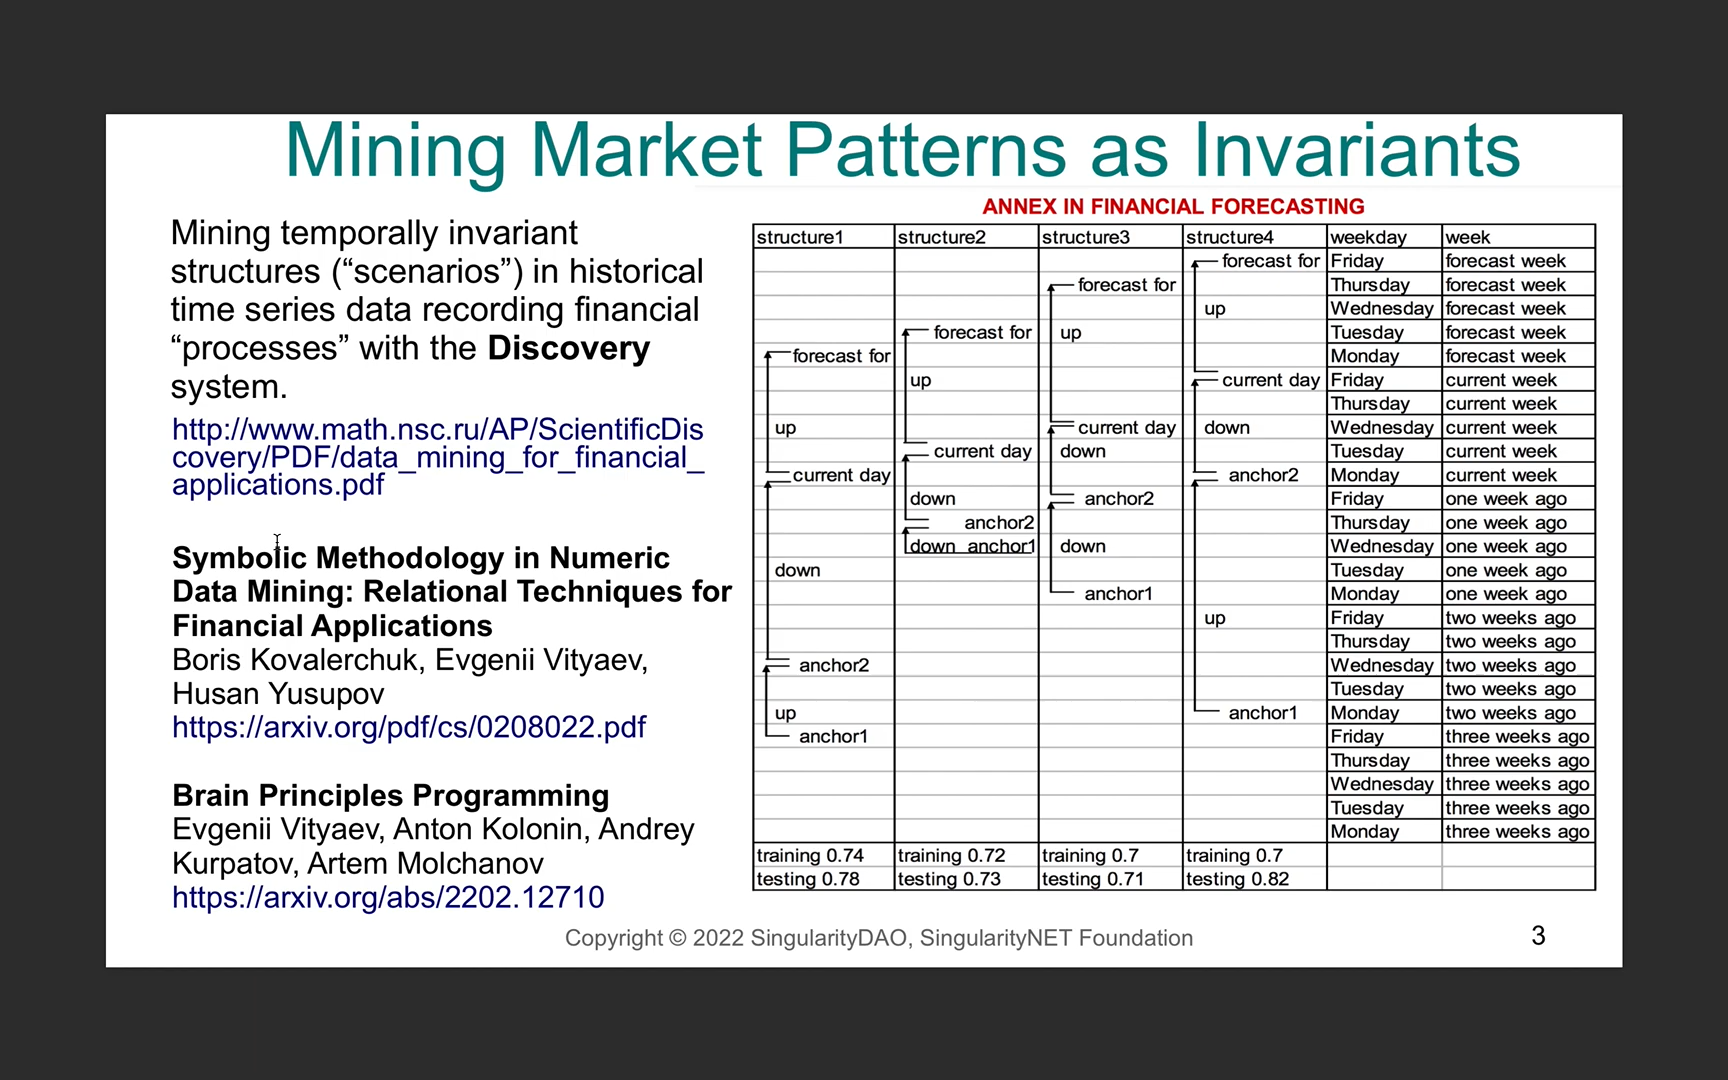 Mining Market Patterns as Invariants
Mining temporally invariant
structures (“scenarios”) in historical
time series data recording financial
“processes” with the Discovery
system.
http://www.math.nsc.ru/AP/ScientificDis
covery/PDF/data_mining_for_financial_
applications.pdf
Symbolic Methodology in Numeric
Data Mining: Relational Techniques for
Financial Applications
Boris Kovalerchuk, Evgenii Vityaev,
Husan Yusupov
https://arxiv.org/pdf/cs/0208022.pdf
Brain Principles Programming
Evgenii Vityaev, Anton Kolonin, Andrey
Kurpatov, Artem Molchanov
https://arxiv.org/abs/2202.12710
ANNEX IN FINANCIAL FORECASTING
structure1 structure2 structure3 structure4 weekday week
forecast for Friday forecast week
forecast for Thursday forecast week
up Wednesday forecast week
forecast for up Tuesday forecast week
forecast for Monday forecast week
up current day Friday current week
Thursday current week
up current day down Wednesday current week
current day down Tuesday current week
current day anchor2 Monday current week
down anchor2 Friday one week ago
anchor2 Thursday one week ago
down anchor1 down Wednesday one week ago
down Tuesday one week ago
anchor1 Monday one week ago
up Friday two weeks ago
Thursday two weeks ago
anchor2 Wednesday two weeks ago
Tuesday two weeks ago
up anchor1 Monday two weeks ago
anchor1 Friday three weeks ago
Thursday three weeks ago
Wednesday three weeks ago
Tuesday three weeks ago
Monday three weeks ago
training 0.74 training 0.72 training 0.7 training 0.7
testing 0.78 testing 0.73 testing 0.71 testing 0.82
Copyright © 2022 SingularityDAO, SingularityNET Foundation
3